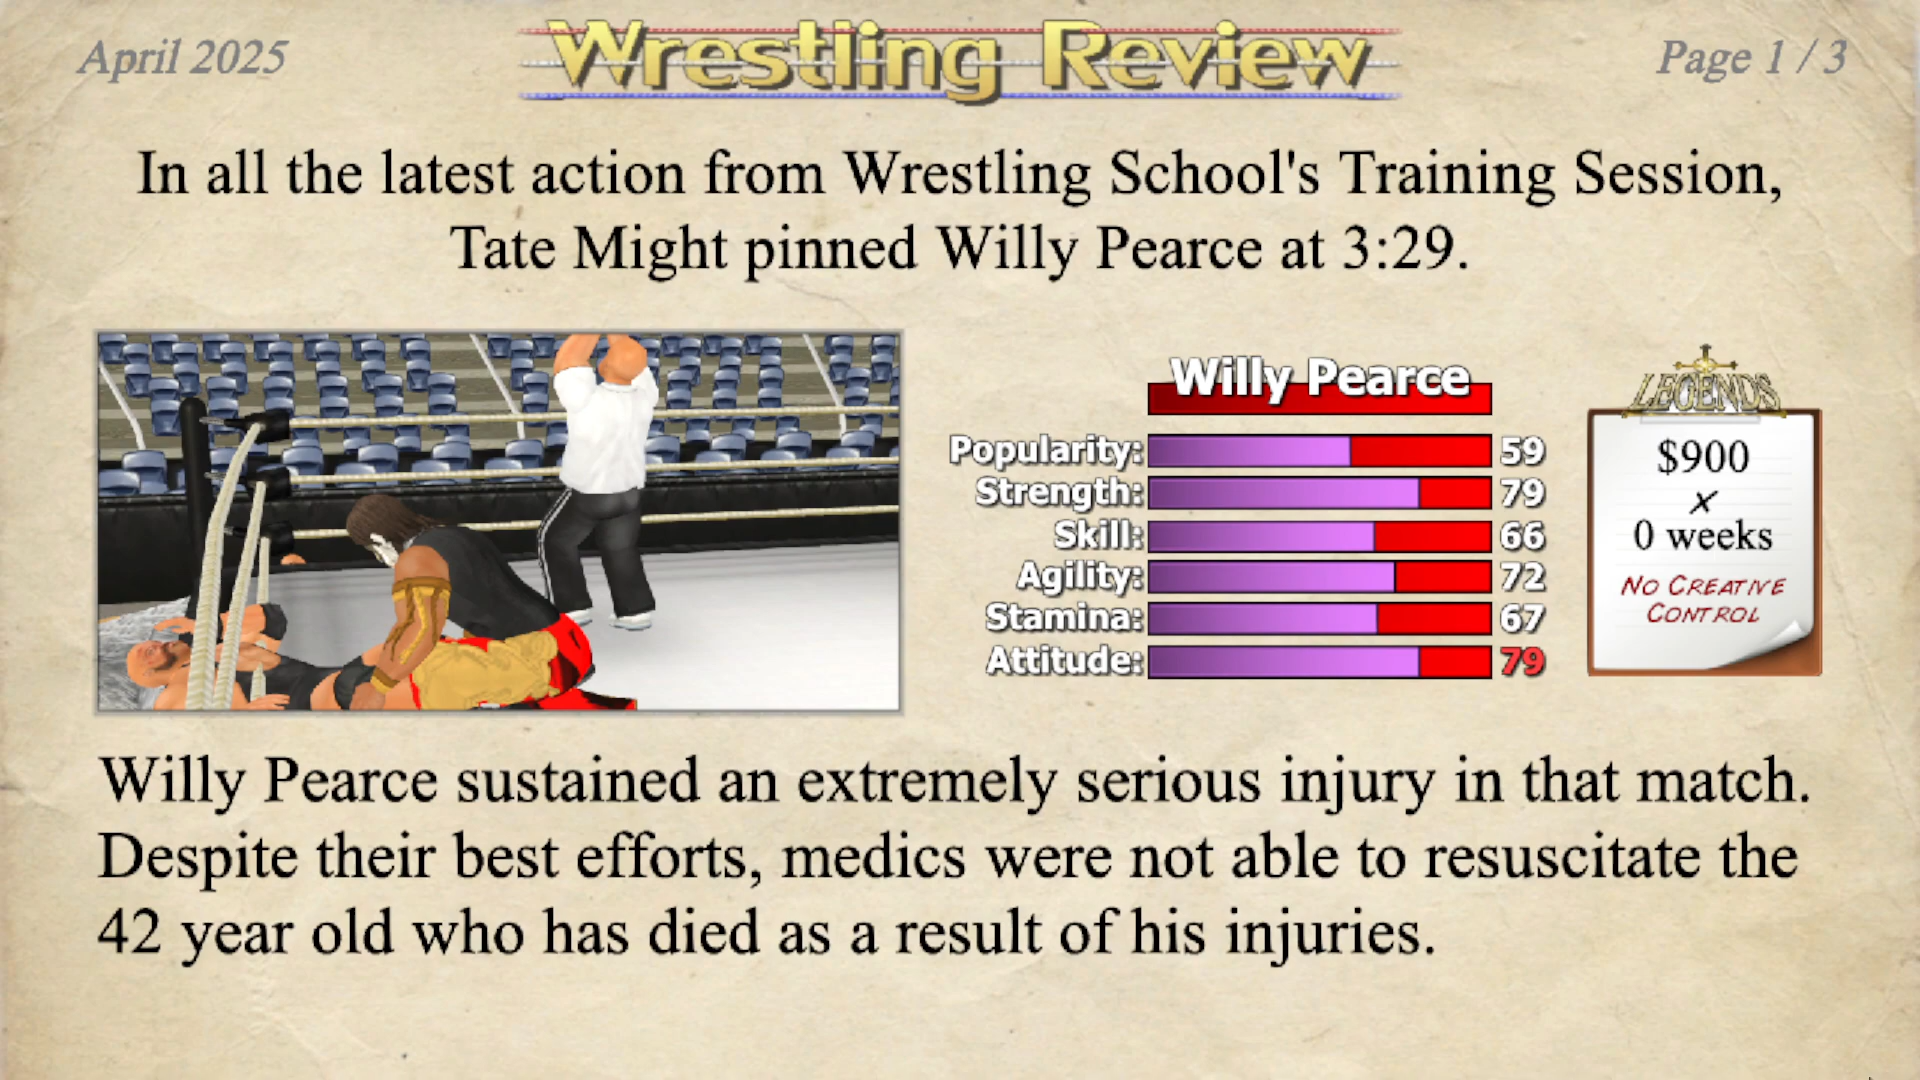 April 2025
Wrestling Review
Page 1 / 3
In all the latest action from Wrestling School's Training Session,
Tate Might pinned Willy Pearce at 3:29.
Willy Pearce
Popularity: 59
Strength: 79
Skill: 66
Agility: 72
Stamina: 67
Attitude: 79
LEGENDS
$900
x
0 weeks
NO CREATIVE
CONTROL
Willy Pearce sustained an extremely serious injury in that match.
Despite their best efforts, medics were not able to resuscitate the
42 year old who has died as a result of his injuries.